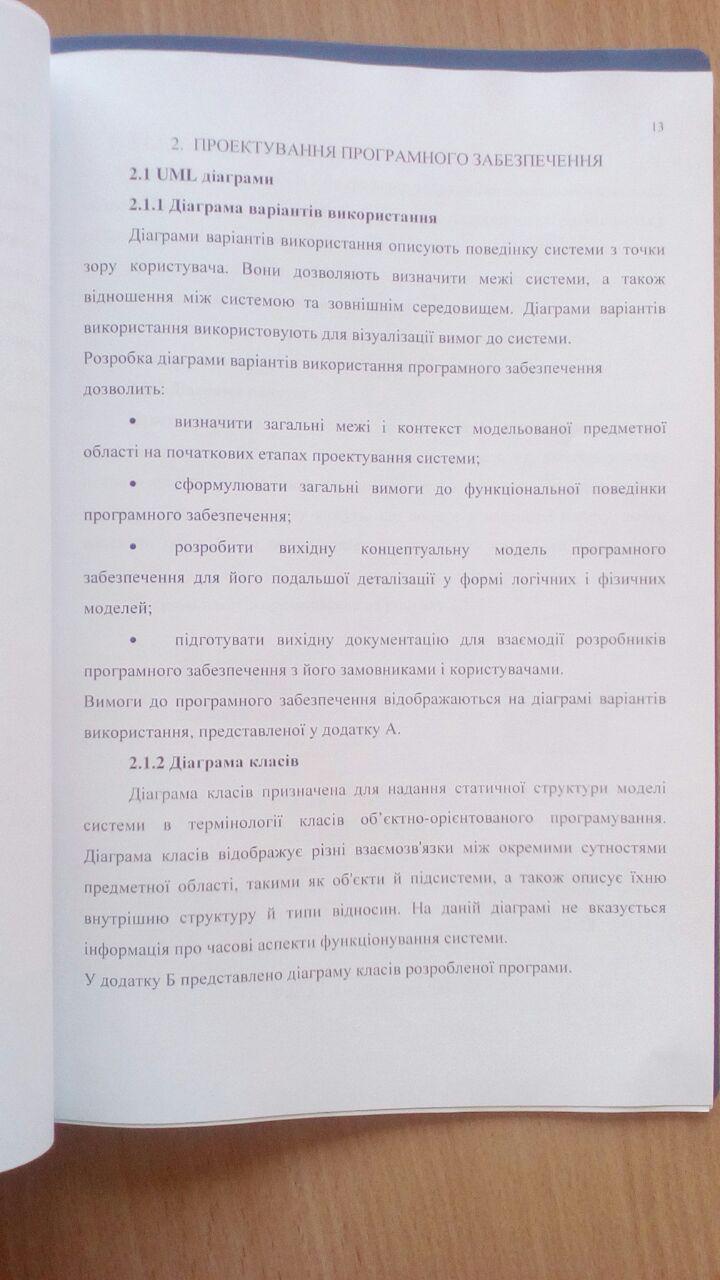 13
2. ПРОЕКТУВАННЯ ПРОГРАМНОГО ЗАБЕЗПЕЧЕННЯ
2.1 UML діаграми
2.1.1 Діаграма варіантів використання
Діаграми варіантів використання описують поведінку системи з точки
зору користувача. Вони дозволяють визначити межі системи, а також
відношення між системою та зовнішнім середовищем. Діаграми варіантів
використання використовують для візуалізації вимог до системи.
Розробка діаграми варіантів використання програмного забезпечення
дозволить:
• визначити загальні межі і контекст модельованої предметної
області на початкових етапах проектування системи;
• сформулювати загальні вимоги до функціональної поведінки
програмного забезпечення;
• розробити вихідну концептуальну модель програмного
забезпечення для його подальшої деталізації у формі логічних і фізичних
моделей;
• підготувати вихідну документацію для взаємодії розробників
програмного забезпечення з його замовниками і користувачами.
Вимоги до програмного забезпечення відображаються на діаграмі варіантів
використання, представленої у додатку А.
2.1.2 Діаграма класів
Діаграма класів призначена для надання статичної структури моделі
системи в термінології класів об’єктно-орієнтованого програмування.
Діаграма класів відображує різні взаємозв'язки між окремими сутностями
предметної області, такими як об'єкти й підсистеми, а також описує їхню
внутрішню структуру й типи відносин. На даній діаграмі не вказується
інформація про часові аспекти функціонування системи.
У додатку Б представлено діаграму класів розробленої програми.